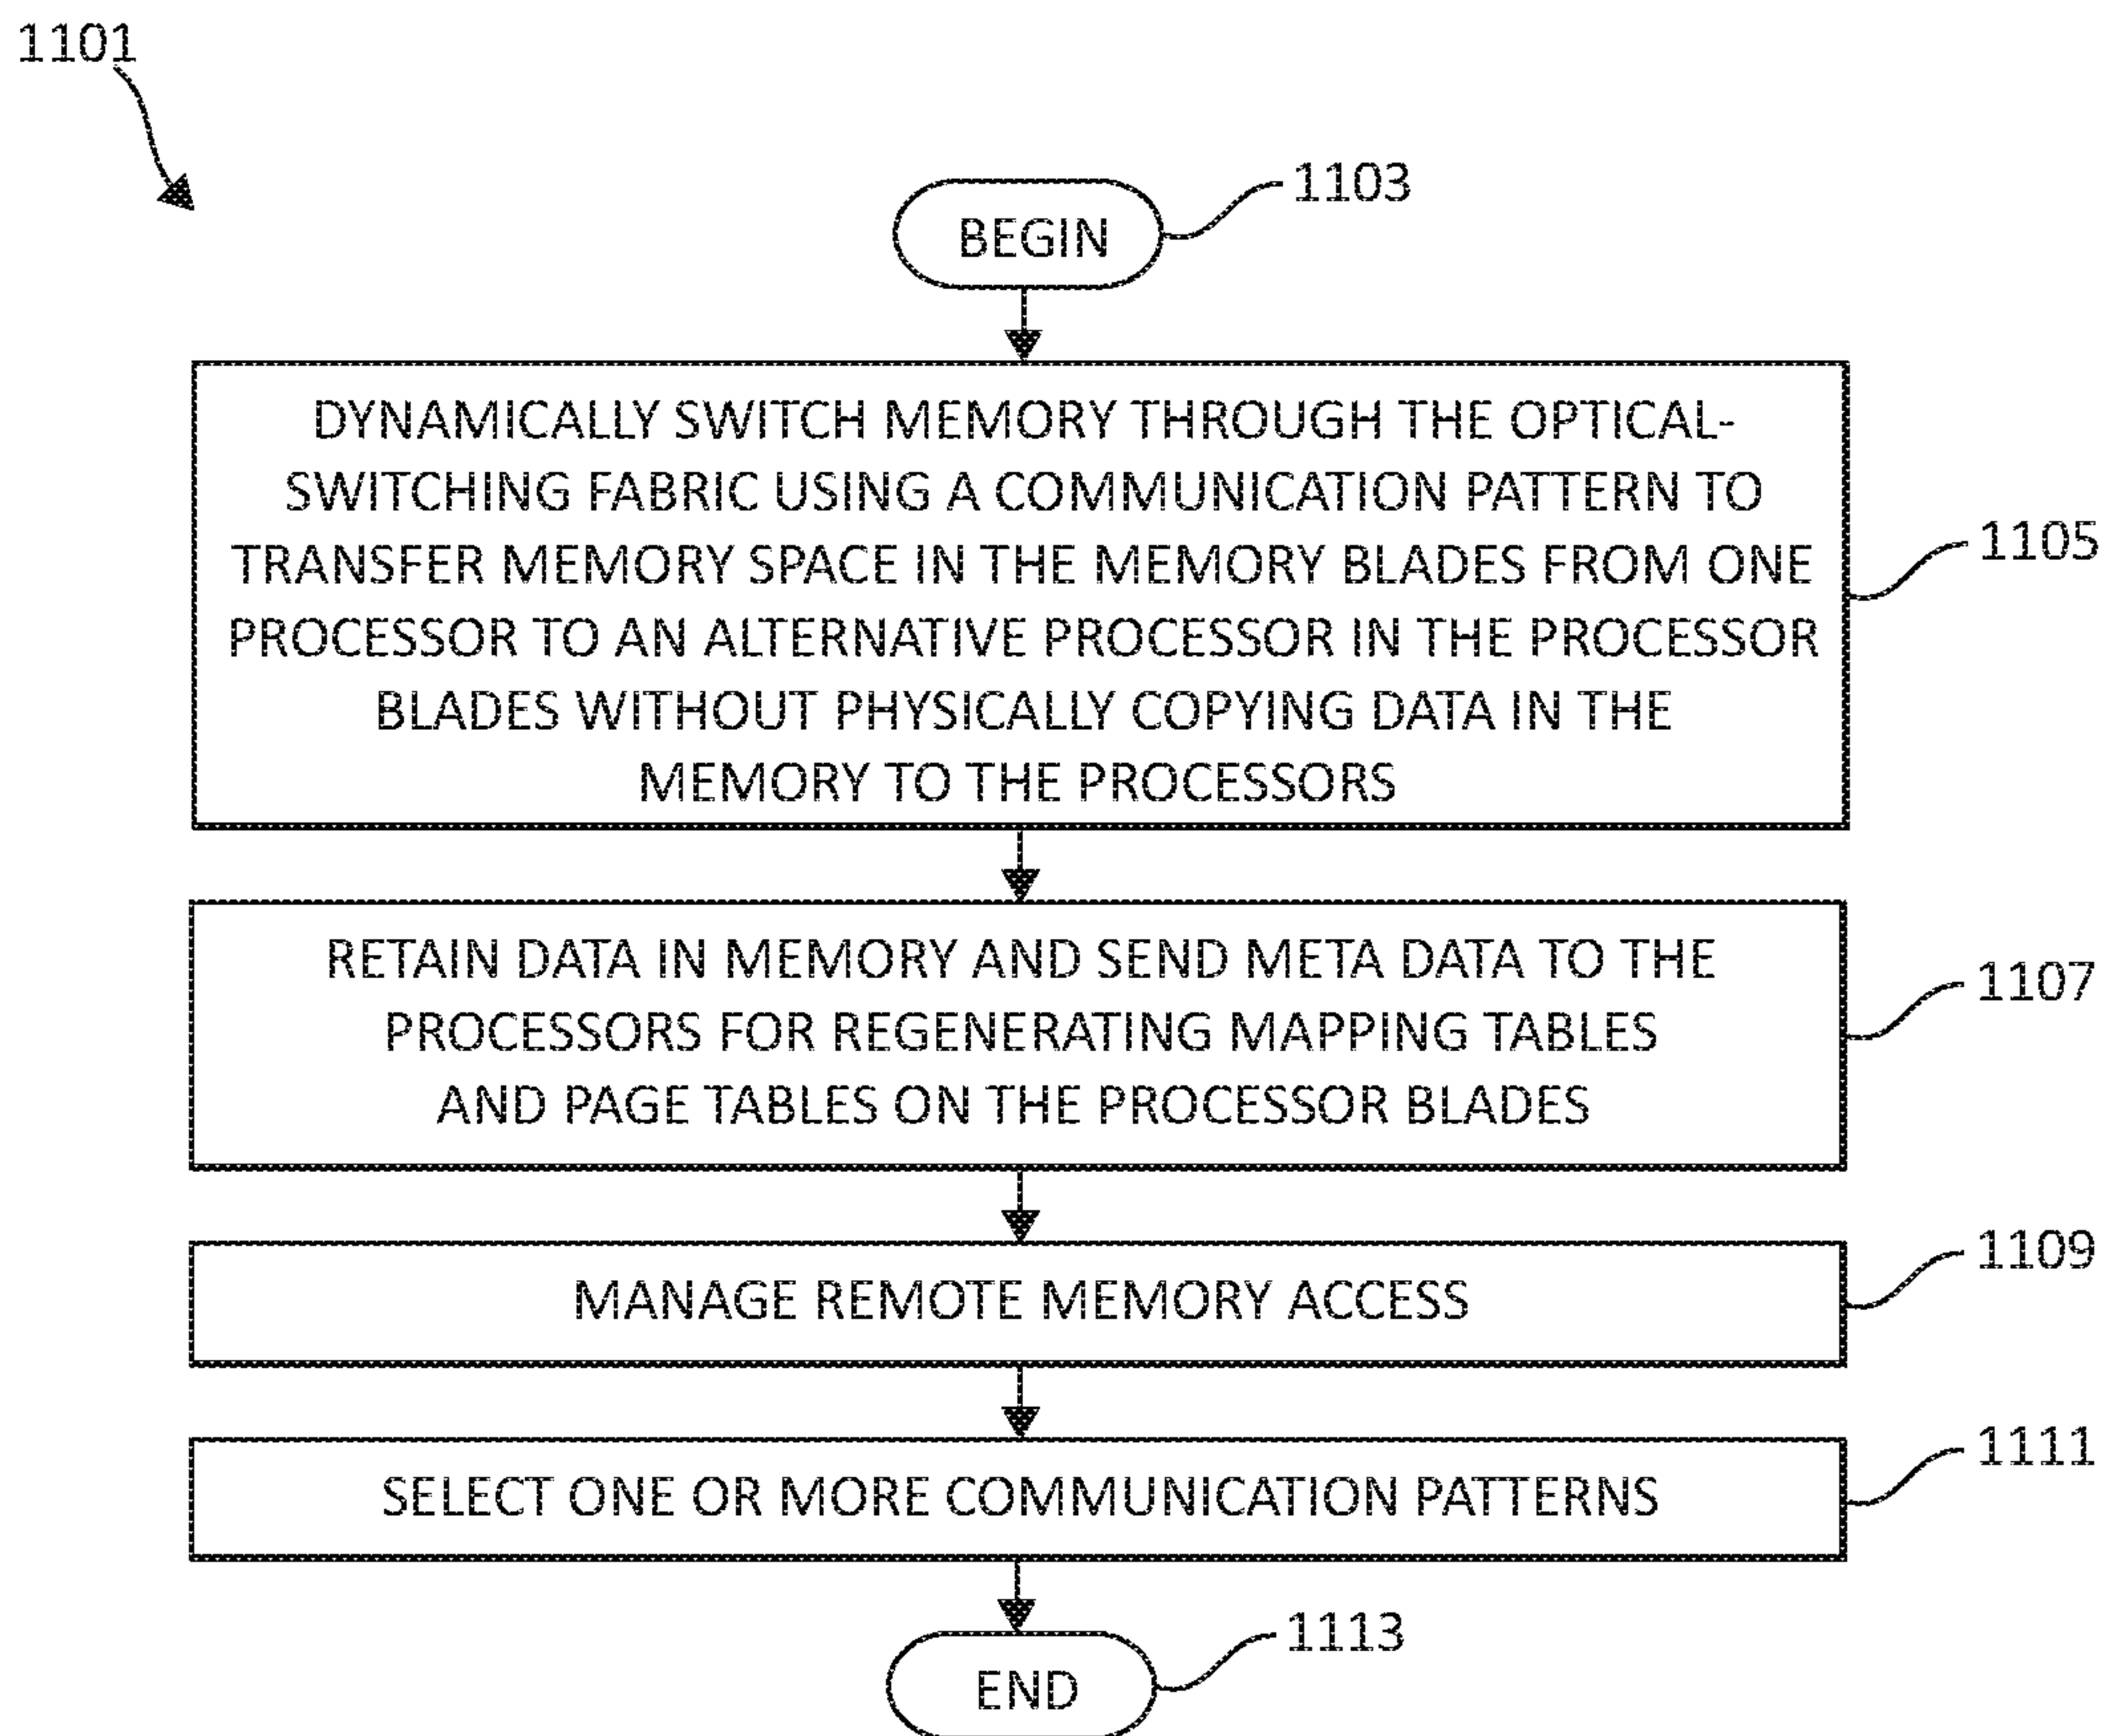 1101
BEGIN
1103
DYNAMICALLY SWITCH MEMORY THROUGH THE OPTICAL-
SWITCHING FABRIC USING A COMMUNICATION PATTERN TO
TRANSFER MEMORY SPACE IN THE MEMORY BLADES FROM ONE
PROCESSOR TO AN ALTERNATIVE PROCESSOR IN THE PROCESSOR
BLADES WITHOUT PHYSICALLY COPYING DATA IN THE
MEMORY TO THE PROCESSORS
1105
RETAIN DATA IN MEMORY AND SEND META DATA TO THE
PROCESSORS FOR REGENERATING MAPPING TABLES
AND PAGE TABLES ON THE PROCESSOR BLADES
1107
MANAGE REMOTE MEMORY ACCESS
1109
SELECT ONE OR MORE COMMUNICATION PATTERNS
1111
END
1113